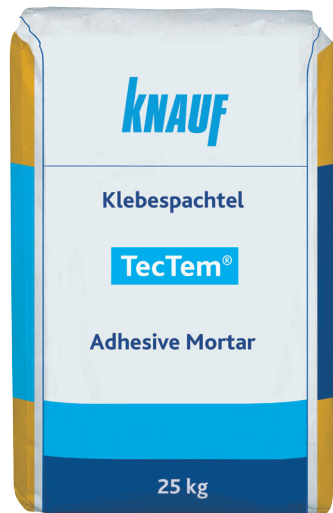 KNAUF
Klebespachtel
TecTem®
Adhesive Mortar
25 kg